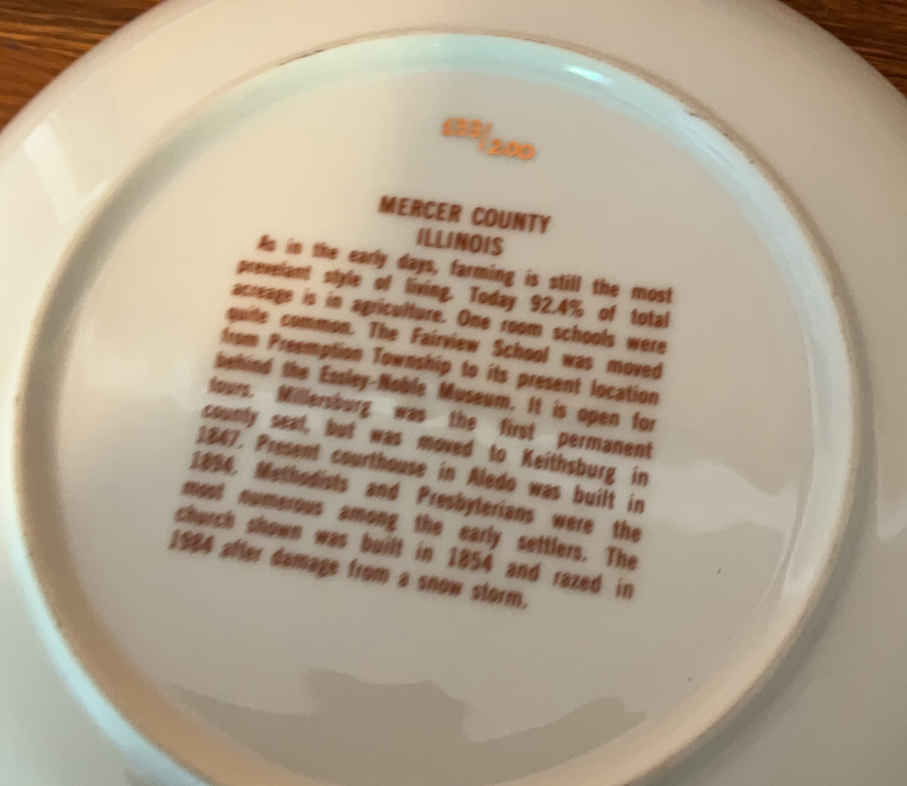 /200
MERCER COUNTY
ILLINOIS
As in the early days, farming is still the most
prevelant style of living. Today 92.4% of total
acreage is in agriculture. One room schools were
quite common. The Fairview School was moved
from Preemption Township to its present location
behind the Essley-Noble Museum. It is open for
tours. Millersburg was the first permanent
county seat, but was moved to Keithsburg in
1847. Present courthouse in Aledo was built in
1894. Methodists and Presbyterians were the
most numerous among the early settlers. The
church shown was built in 1854 and razed in
1984 after damage from a snow storm.